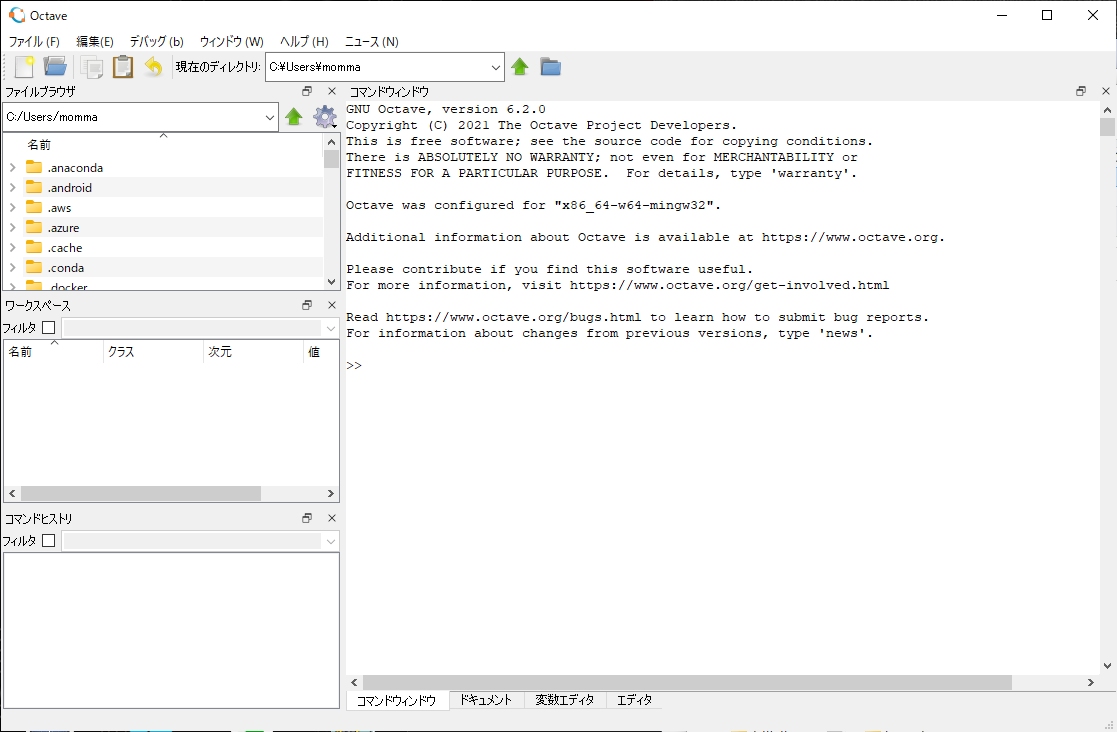 Octave
ファイル (F) 編集(E) デバッグ (b) ウィンドウ (W) ヘルプ (H) ニュース (N)
現在のディレクトリ: C:¥Users¥momma
ファイルブラウザ
C:/Users/momma
名前
.anaconda
.android
.aws
.azure
.cache
.conda
.docker
ワークスペース
フィルタ
名前 クラス 次元 値
コマンドヒストリ
フィルタ
コマンドウィンドウ
GNU Octave, version 6.2.0
Copyright (C) 2021 The Octave Project Developers.
This is free software; see the source code for copying conditions.
There is ABSOLUTELY NO WARRANTY; not even for MERCHANTABILITY or
FITNESS FOR A PARTICULAR PURPOSE.  For details, type 'warranty'.
Octave was configured for "x86_64-w64-mingw32".
Additional information about Octave is available at https://www.octave.org.
Please contribute if you find this software useful.
For more information, visit https://www.octave.org/get-involved.html
Read https://www.octave.org/bugs.html to learn how to submit bug reports.
For information about changes from previous versions, type 'news'.
>>
コマンドウィンドウ ドキュメント 変数エディタ エディタ